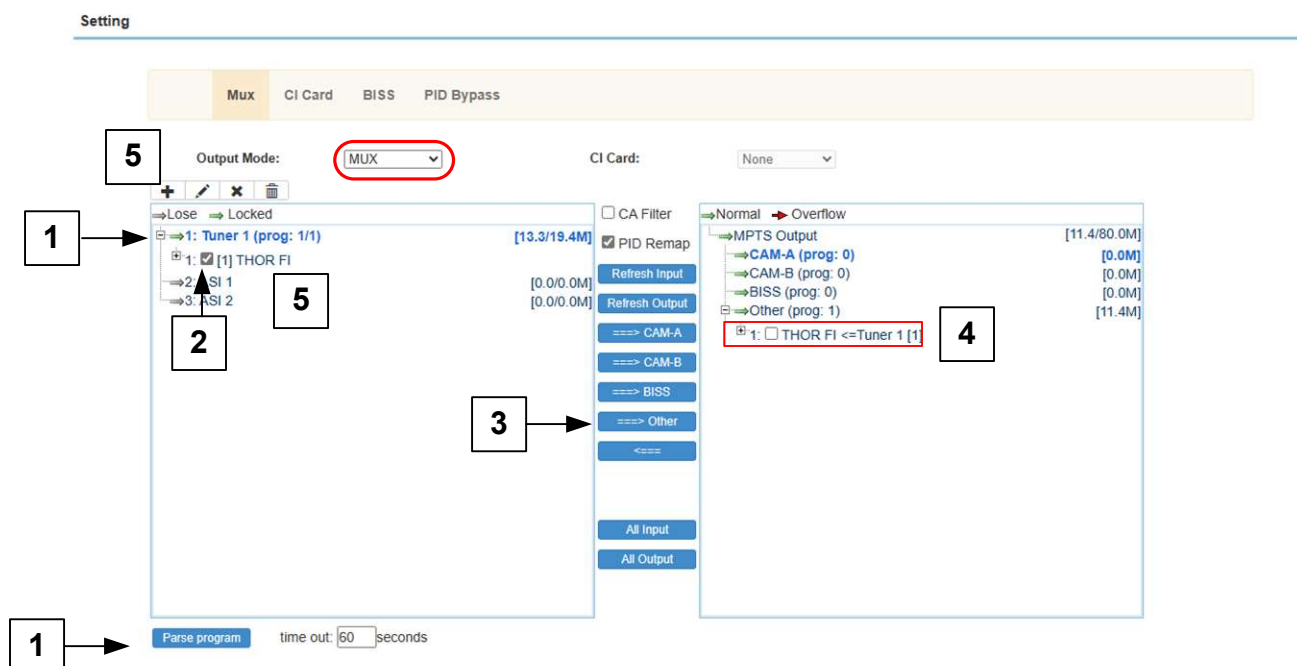 Setting
Mux CI Card BISS PID Bypass
5 Output Mode: MUX CI Card: None
⇒Lose ⇒ Locked CA Filter ⇒Normal Overflow
1 1: Tuner 1 (prog: 1/1) [13.3/19.4M] PID Remap MPTS Output [11.4/80.0M]
1: [1] THOR FI Refresh Input CAM-A (prog: 0) [0.0M]
2: ASI 1 [0.0/0.0M] CAM-B (prog: 0) [0.0M]
3: ASI 2 5 [0.0/0.0M] Refresh Output BISS (prog: 0) [0.0M]
Other (prog: 1) [11.4M]
2 ===> CAM-A 1: THOR FI <=Tuner 1 [1] 4
===> CAM-B
===> BISS
3 ===> Other
<===
All Input
All Output
1 Parse program time out: 60 seconds